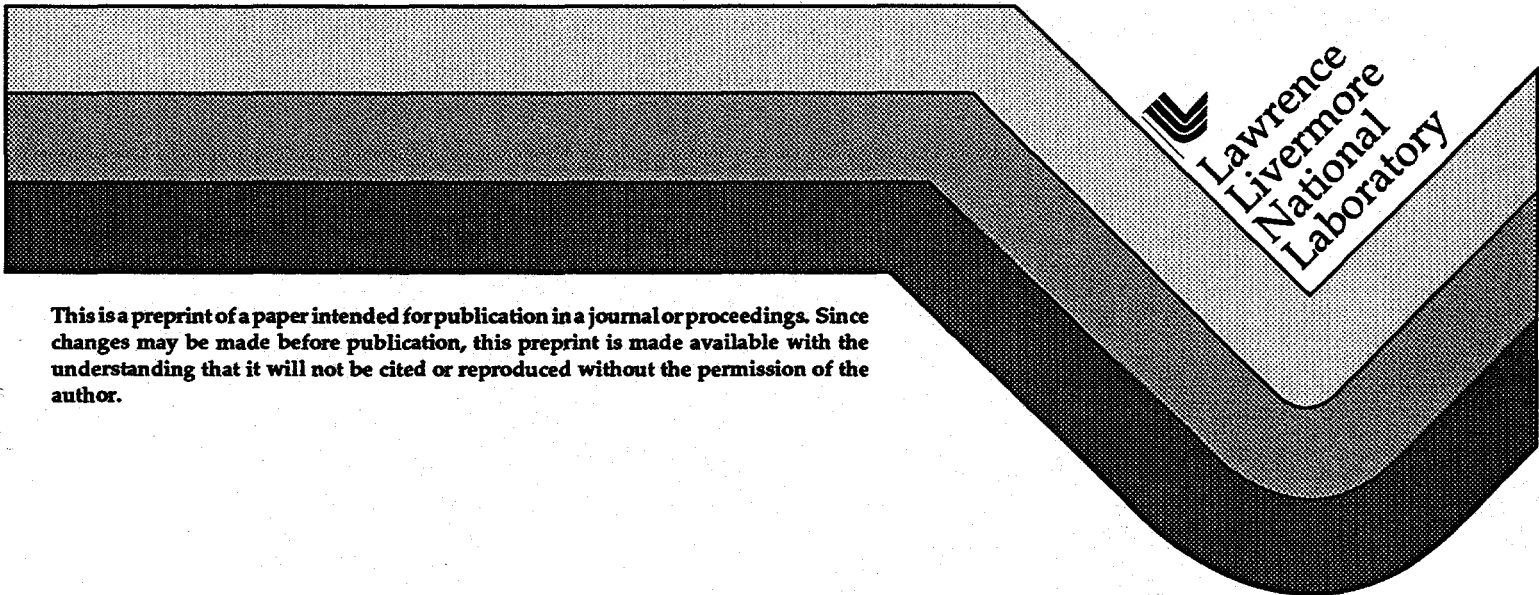 Lawrence
Livermore
National
Laboratory
This is a preprint of a paper intended for publication in a journal or proceedings. Since
changes may be made before publication, this preprint is made available with the
understanding that it will not be cited or reproduced without the permission of the
author.